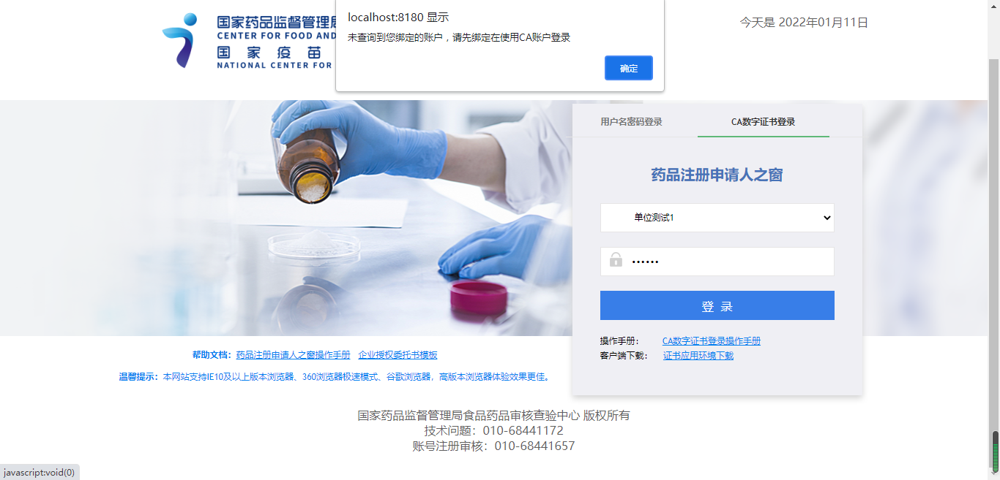 国家药品监督管理局
CENTER FOR FOOD AND
国家疫苗
NATIONAL CENTER FOR
localhost:8180 显示
未查询到您绑定的账户，请先绑定在使用CA账户登录
确定
今天是 2022年01月11日
用户名密码登录 CA数字证书登录
药品注册申请人之窗
单位测试1
••••••
登 录
操作手册： CA数字证书登录操作手册
客户端下载： 证书应用环境下载
帮助文档：药品注册申请人之窗操作手册 企业授权委托书模板
温馨提示：本网站支持IE10及以上版本浏览器、360浏览器极速模式、谷歌浏览器，高版本浏览器体验效果更佳。
国家药品监督管理局食品药品审核查验中心 版权所有
技术问题：010-68441172
账号注册审核：010-68441657
javascript:void(0)